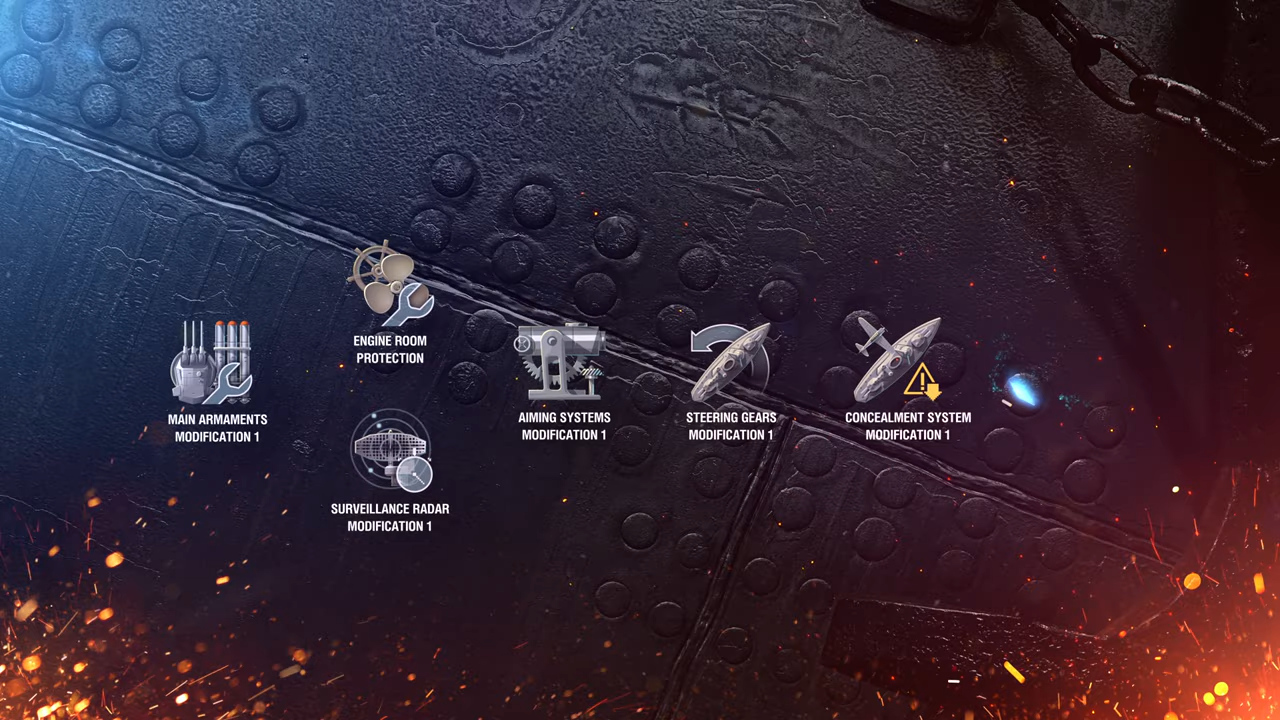 MAIN ARMAMENTS
MODIFICATION 1
ENGINE ROOM
PROTECTION
SURVEILLANCE RADAR
MODIFICATION 1
AIMING SYSTEMS
MODIFICATION 1
STEERING GEARS
MODIFICATION 1
CONCEALMENT SYSTEM
MODIFICATION 1